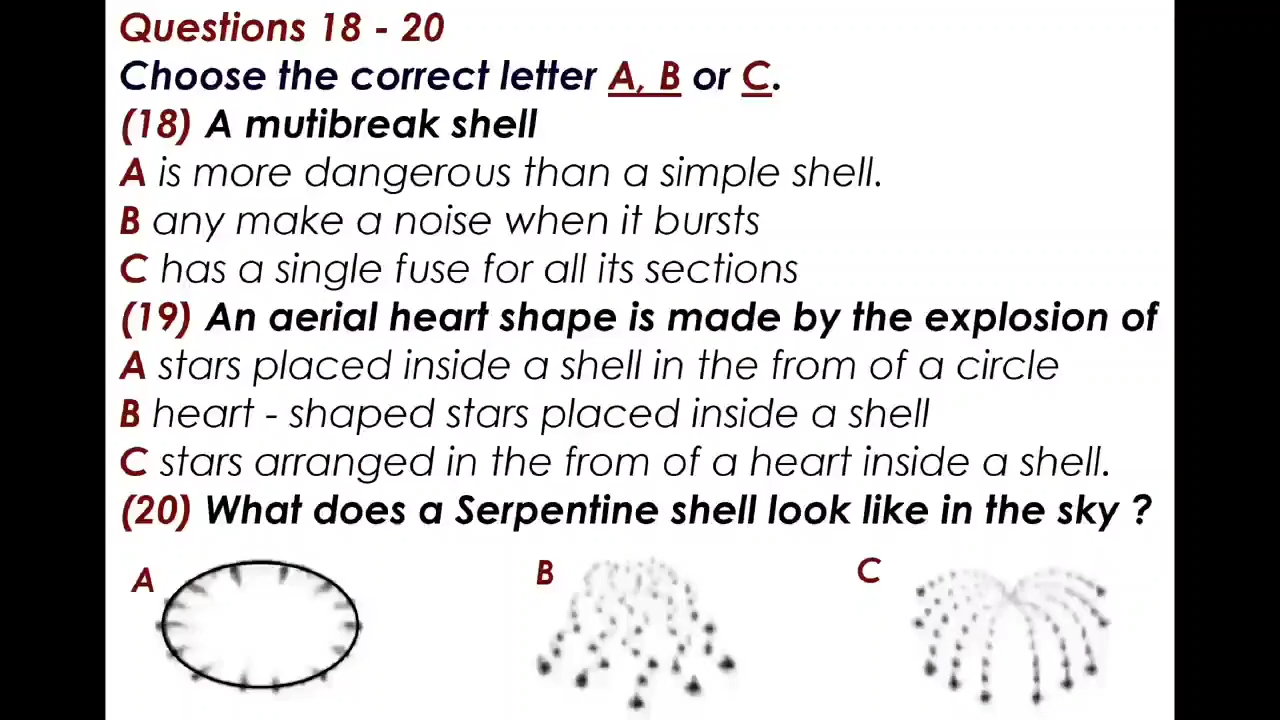 Questions 18 - 20
Choose the correct letter A, B or C.
(18) A mutibreak shell
A is more dangerous than a simple shell.
B any make a noise when it bursts
C has a single fuse for all its sections
(19) An aerial heart shape is made by the explosion of
A stars placed inside a shell in the from of a circle
B heart - shaped stars placed inside a shell
C stars arranged in the from of a heart inside a shell.
(20) What does a Serpentine shell look like in the sky ?
A B C